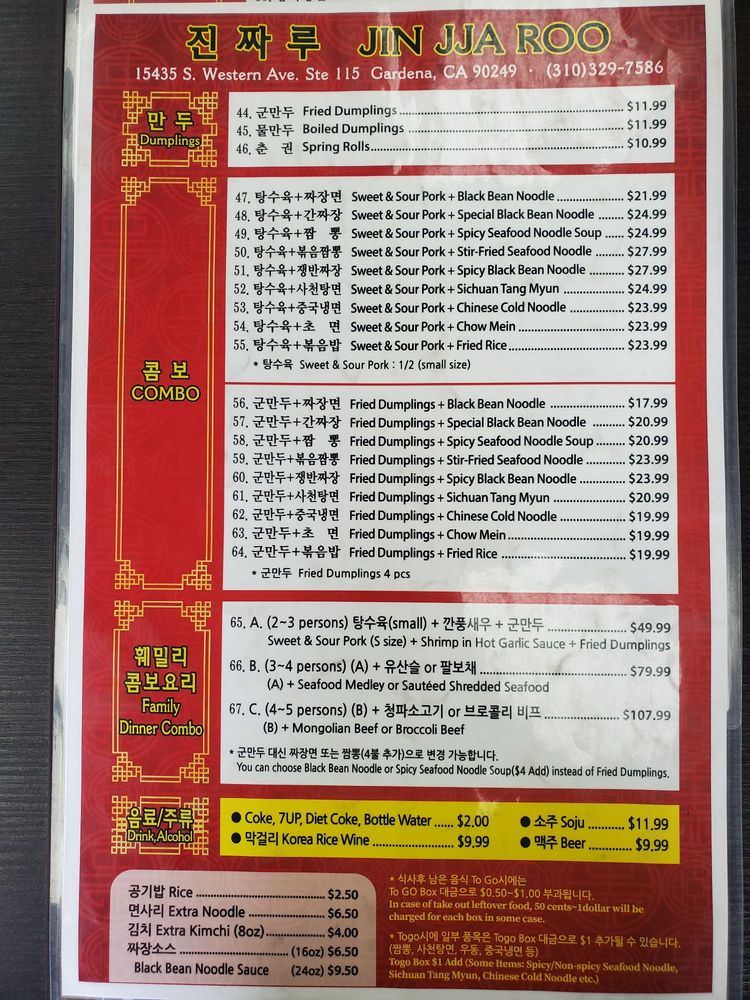 진짜루 JIN JJA ROO
15435 S. Western Ave. Ste 115 Gardena, CA 90249 · (310)329-7586
만두
Dumplings
44. 군만두 Fried Dumplings $11.99
45. 물만두 Boiled Dumplings $11.99
46. 춘 권 Spring Rolls $10.99
콤보
COMBO
47. 탕수육+짜장면 Sweet & Sour Pork + Black Bean Noodle $21.99
48. 탕수육+간짜장 Sweet & Sour Pork + Special Black Bean Noodle $24.99
49. 탕수육+짬 뽕 Sweet & Sour Pork + Spicy Seafood Noodle Soup $24.99
50. 탕수육+볶음짬뽕 Sweet & Sour Pork + Stir-Fried Seafood Noodle $27.99
51. 탕수육+쟁반짜장 Sweet & Sour Pork + Spicy Black Bean Noodle $27.99
52. 탕수육+사천탕면 Sweet & Sour Pork + Sichuan Tang Myun $24.99
53. 탕수육+중국냉면 Sweet & Sour Pork + Chinese Cold Noodle $23.99
54. 탕수육+초 면 Sweet & Sour Pork + Chow Mein $23.99
55. 탕수육+볶음밥 Sweet & Sour Pork + Fried Rice $23.99
* 탕수육 Sweet & Sour Pork : 1/2 (small size)
56. 군만두+짜장면 Fried Dumplings + Black Bean Noodle $17.99
57. 군만두+간짜장 Fried Dumplings + Special Black Bean Noodle $20.99
58. 군만두+짬 뽕 Fried Dumplings + Spicy Seafood Noodle Soup $20.99
59. 군만두+볶음짬뽕 Fried Dumplings + Stir-Fried Seafood Noodle $23.99
60. 군만두+쟁반짜장 Fried Dumplings + Spicy Black Bean Noodle $23.99
61. 군만두+사천탕면 Fried Dumplings + Sichuan Tang Myun $20.99
62. 군만두+중국냉면 Fried Dumplings + Chinese Cold Noodle $19.99
63. 군만두+초 면 Fried Dumplings + Chow Mein $19.99
64. 군만두+볶음밥 Fried Dumplings + Fried Rice $19.99
* 군만두 Fried Dumplings 4 pcs
훼밀리
콤보요리
Family
Dinner Combo
65. A. (2~3 persons) 탕수육(small) + 깐풍새우 + 군만두 $49.99
Sweet & Sour Pork (S size) + Shrimp in Hot Garlic Sauce + Fried Dumplings
66. B. (3~4 persons) (A) + 유산슬 or 팔보채 $79.99
(A) + Seafood Medley or Sautéed Shredded Seafood
67. C. (4~5 persons) (B) + 청파소고기 or 브로콜리 비프 $107.99
(B) + Mongolian Beef or Broccoli Beef
* 군만두 대신 짜장면 또는 짬뽕(4불 추가)으로 변경 가능합니다.
You can choose Black Bean Noodle or Spicy Seafood Noodle Soup($4 Add) instead of Fried Dumplings.
음료/주류
Drink, Alcohol
● Coke, 7UP, Diet Coke, Bottle Water $2.00
● 막걸리 Korea Rice Wine $9.99
● 소주 Soju $11.99
● 맥주 Beer $9.99
공기밥 Rice $2.50
면사리 Extra Noodle $6.50
김치 Extra Kimchi (8oz) $4.00
짜장소스 (16oz) $6.50
Black Bean Noodle Sauce (24oz) $9.50
* 식사후 남은 음식 To Go시에는
To GO Box 대금으로 $0.50~$1.00 부과됩니다.
In case of take out leftover food, 50 cents~1dollar will be
charged for each box in some case.
* Togo시에 일부 품목은 Togo Box 대금으로 $1 추가될 수 있습니다.
(짬뽕, 사천탕면, 우동, 중국냉면 등)
Togo Box $1 Add (Some Items: Spicy/Non-spicy Seafood Noodle,
Sichuan Tang Myun, Chinese Cold Noodle etc.)